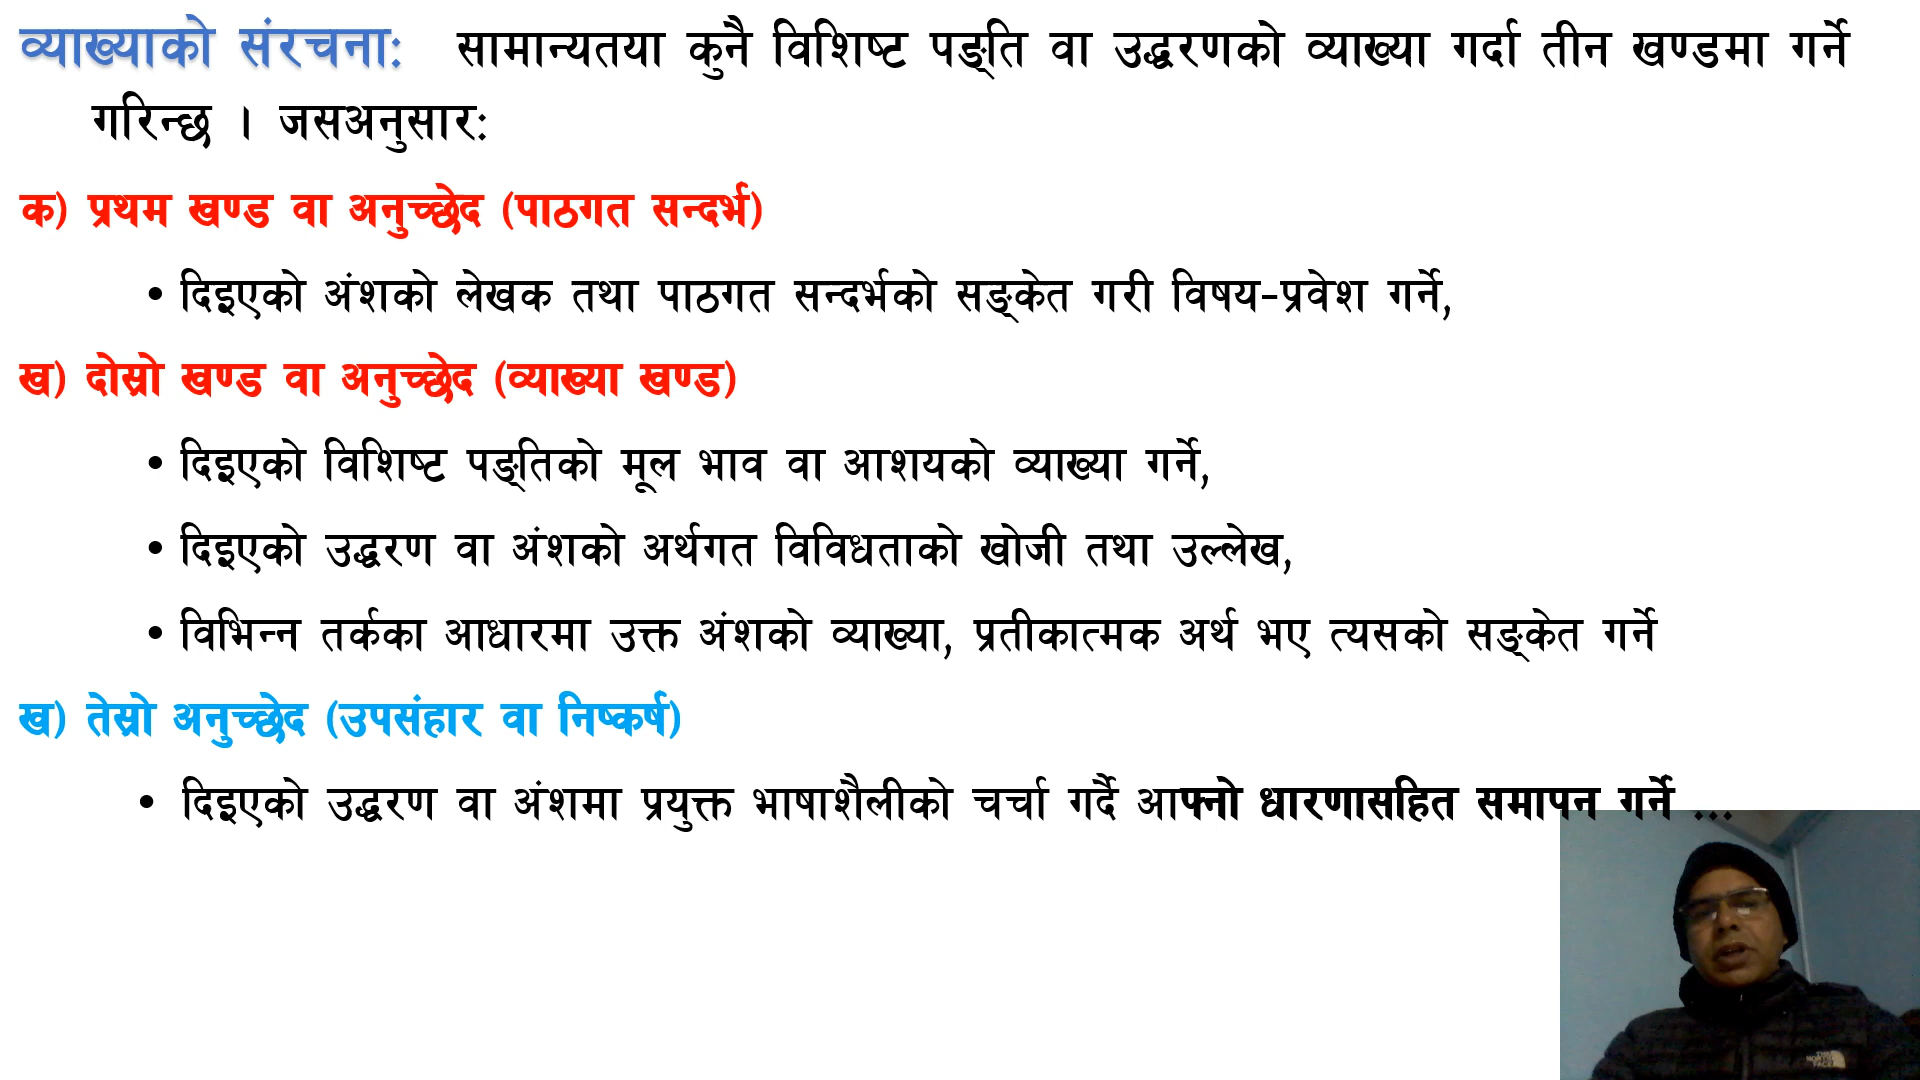 व्याख्याको संरचनाः सामान्यतया कुनै विशिष्ट पङ्ति वा उद्धरणको व्याख्या गर्दा तीन खण्डमा गर्ने
गरिन्छ । जसअनुसारः
क) प्रथम खण्ड वा अनुच्छेद (पाठगत सन्दर्भ)
• दिइएको अंशको लेखक तथा पाठगत सन्दर्भको सङ्केत गरी विषय-प्रवेश गर्ने,
ख) दोस्रो खण्ड वा अनुच्छेद (व्याख्या खण्ड)
• दिइएको विशिष्ट पङ्तिको मूल भाव वा आशयको व्याख्या गर्ने,
• दिइएको उद्धरण वा अंशको अर्थगत विविधताको खोजी तथा उल्लेख,
• विभिन्न तर्कका आधारमा उक्त अंशको व्याख्या, प्रतीकात्मक अर्थ भए त्यसको सङ्केत गर्ने
ख) तेस्रो अनुच्छेद (उपसंहार वा निष्कर्ष)
• दिइएको उद्धरण वा अंशमा प्रयुक्त भाषाशैलीको चर्चा गर्दै आफ्नो धारणासहित समापन गर्ने ...
THE
NORTH
FACE